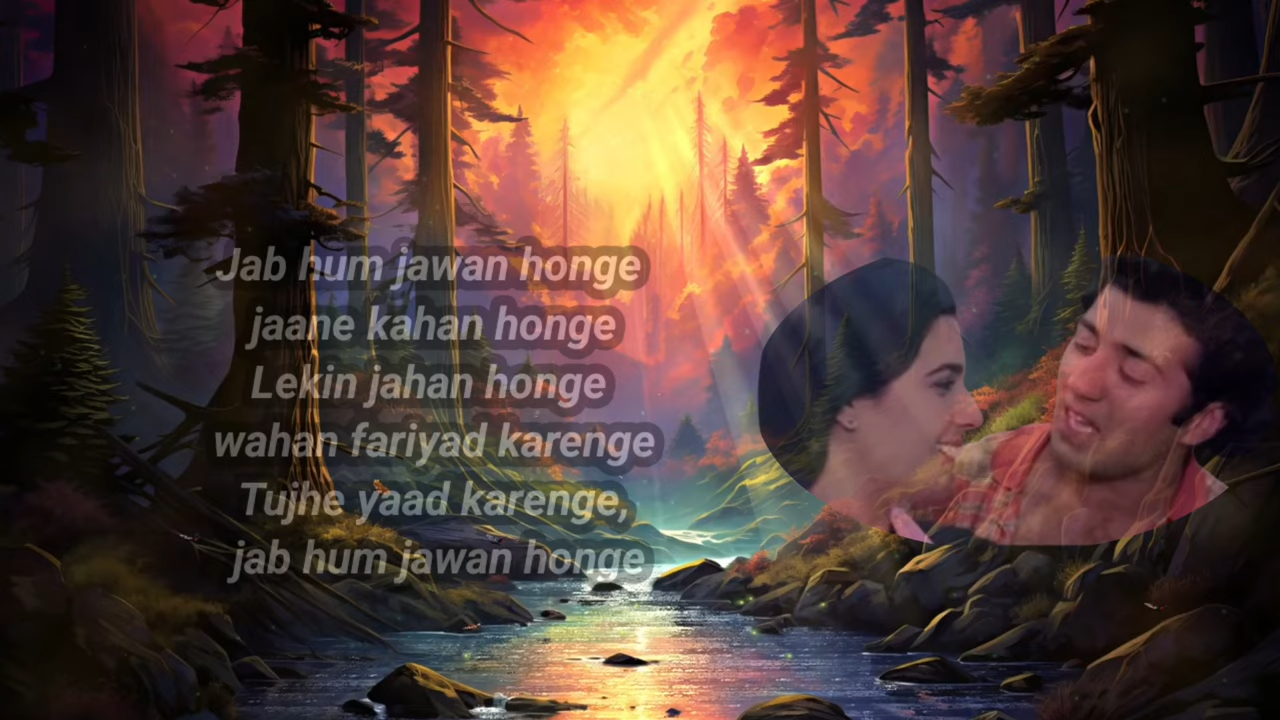 Jab hum jawan honge
jaane kahan honge
Lekin jahan honge
wahan fariyad karenge
Tujhe yaad karenge,
jab hum jawan honge